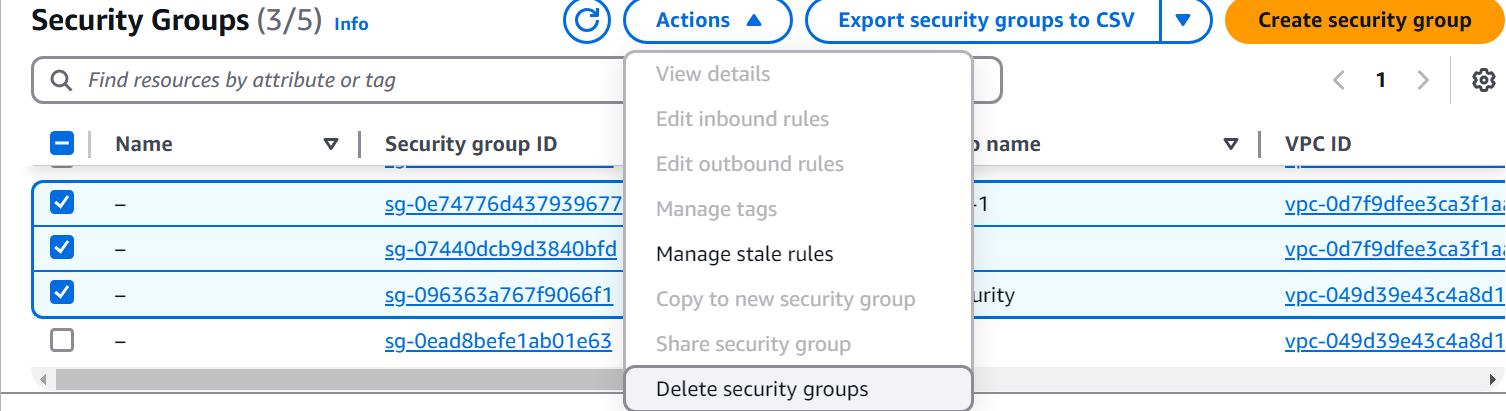 Security Groups (3/5) Info Actions Export security groups to CSV Create security group
Find resources by attribute or tag 1
Name Security group ID name VPC ID
– sg-0e74776d437939677 -1 vpc-0d7f9dfee3ca3f1a
– sg-07440dcb9d3840bfd vpc-0d7f9dfee3ca3f1a
– sg-096363a767f9066f1 urity vpc-049d39e43c4a8d1
– sg-0ead8befe1ab01e63 vpc-049d39e43c4a8d1
View details
Edit inbound rules
Edit outbound rules
Manage tags
Manage stale rules
Copy to new security group
Share security group
Delete security groups